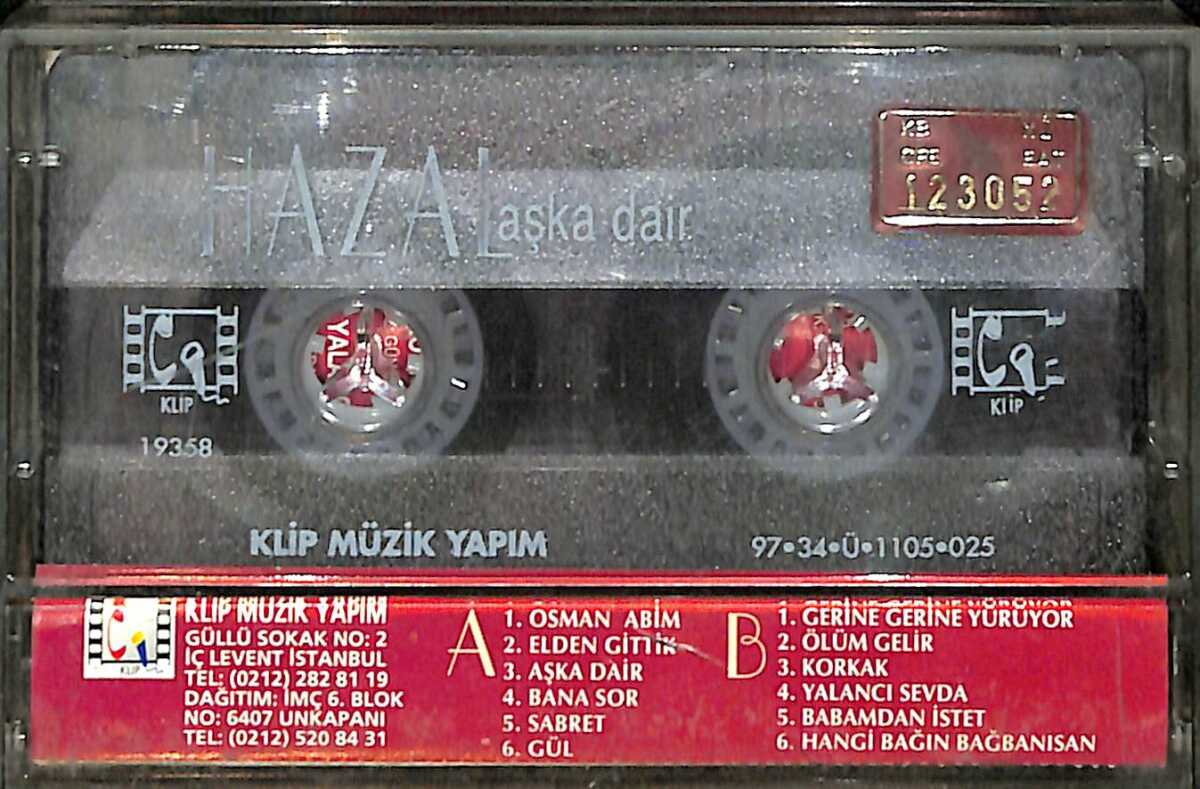 HAZAL aşka dair
123052
KLİP
KLİP
19358
KLİP MÜZİK YAPIM
97•34•Ü•1105•025
KLİP
KLİP MÜZİK YAPIM
GÜLLÜ SOKAK NO: 2
İÇ LEVENT İSTANBUL
TEL: (0212) 282 81 19
DAĞITIM: İMÇ 6. BLOK
NO: 6407 UNKAPANI
TEL: (0212) 520 84 31
A
1. OSMAN ABİM
2. ELDEN GİTTİK
3. AŞKA DAİR
4. BANA SOR
5. SABRET
6. GÜL
B
1. GERİNE GERİNE YÜRÜYOR
2. ÖLÜM GELİR
3. KORKAK
4. YALANCI SEVDA
5. BABAMDAN İSTET
6. HANGİ BAĞIN BAĞBANISAN